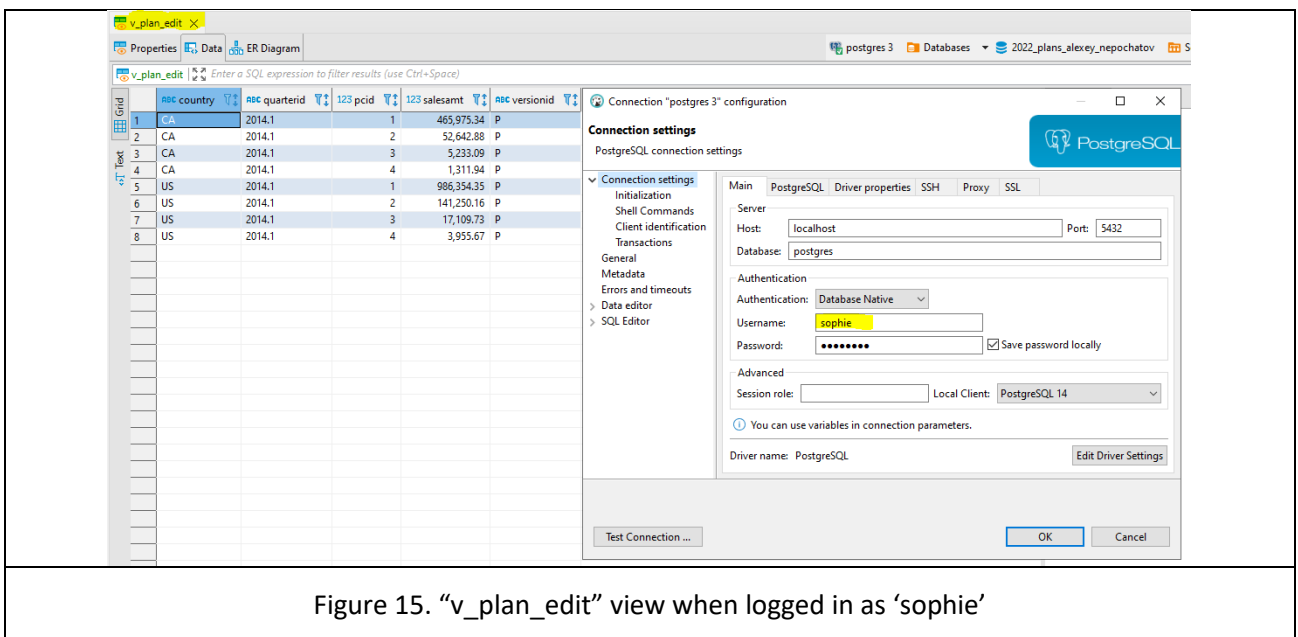 v_plan_edit
Properties Data ER Diagram
postgres 3 Databases 2022_plans_alexey_nepochatov S
v_plan_edit Enter a SQL expression to filter results (use Ctrl+Space)
Grid
Text
ABC country ABC quarterid 123 pcid 123 salesamt ABC versionid
1 CA 2014.1 1 465,975.34 P
2 CA 2014.1 2 52,642.88 P
3 CA 2014.1 3 5,233.09 P
4 CA 2014.1 4 1,311.94 P
5 US 2014.1 1 986,354.35 P
6 US 2014.1 2 141,250.16 P
7 US 2014.1 3 17,109.73 P
8 US 2014.1 4 3,955.67 P
Connection "postgres 3" configuration
Connection settings
PostgreSQL connection settings
PostgreSQL
Connection settings
Initialization
Shell Commands
Client identification
Transactions
General
Metadata
Errors and timeouts
Data editor
SQL Editor
Main PostgreSQL Driver properties SSH Proxy SSL
Server
Host: localhost Port: 5432
Database: postgres
Authentication
Authentication: Database Native
Username: sophie
Password: •••••••• Save password locally
Advanced
Session role: Local Client: PostgreSQL 14
You can use variables in connection parameters.
Driver name: PostgreSQL Edit Driver Settings
Test Connection ... OK Cancel
Figure 15. “v_plan_edit” view when logged in as ‘sophie’